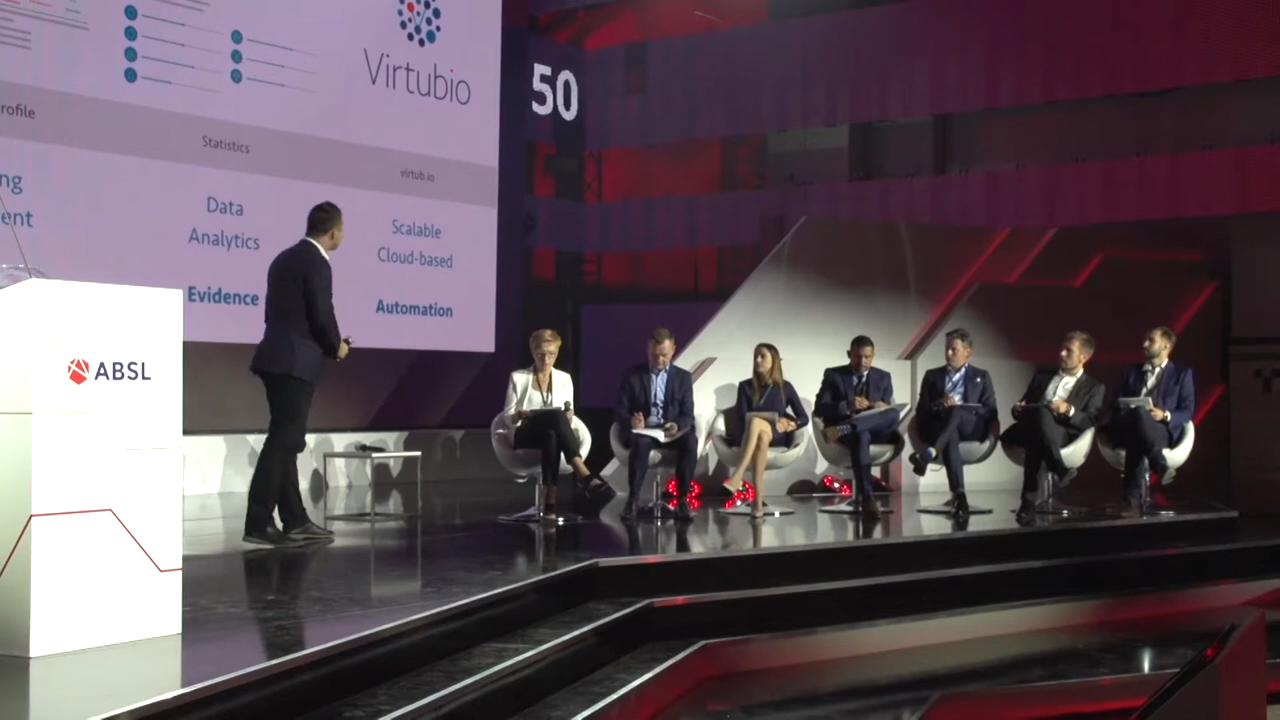 Virtubio
50
rofile
Statistics
virtub.io
ng
ent
Data
Analytics
Scalable
Cloud-based
Evidence
Automation
ABSL